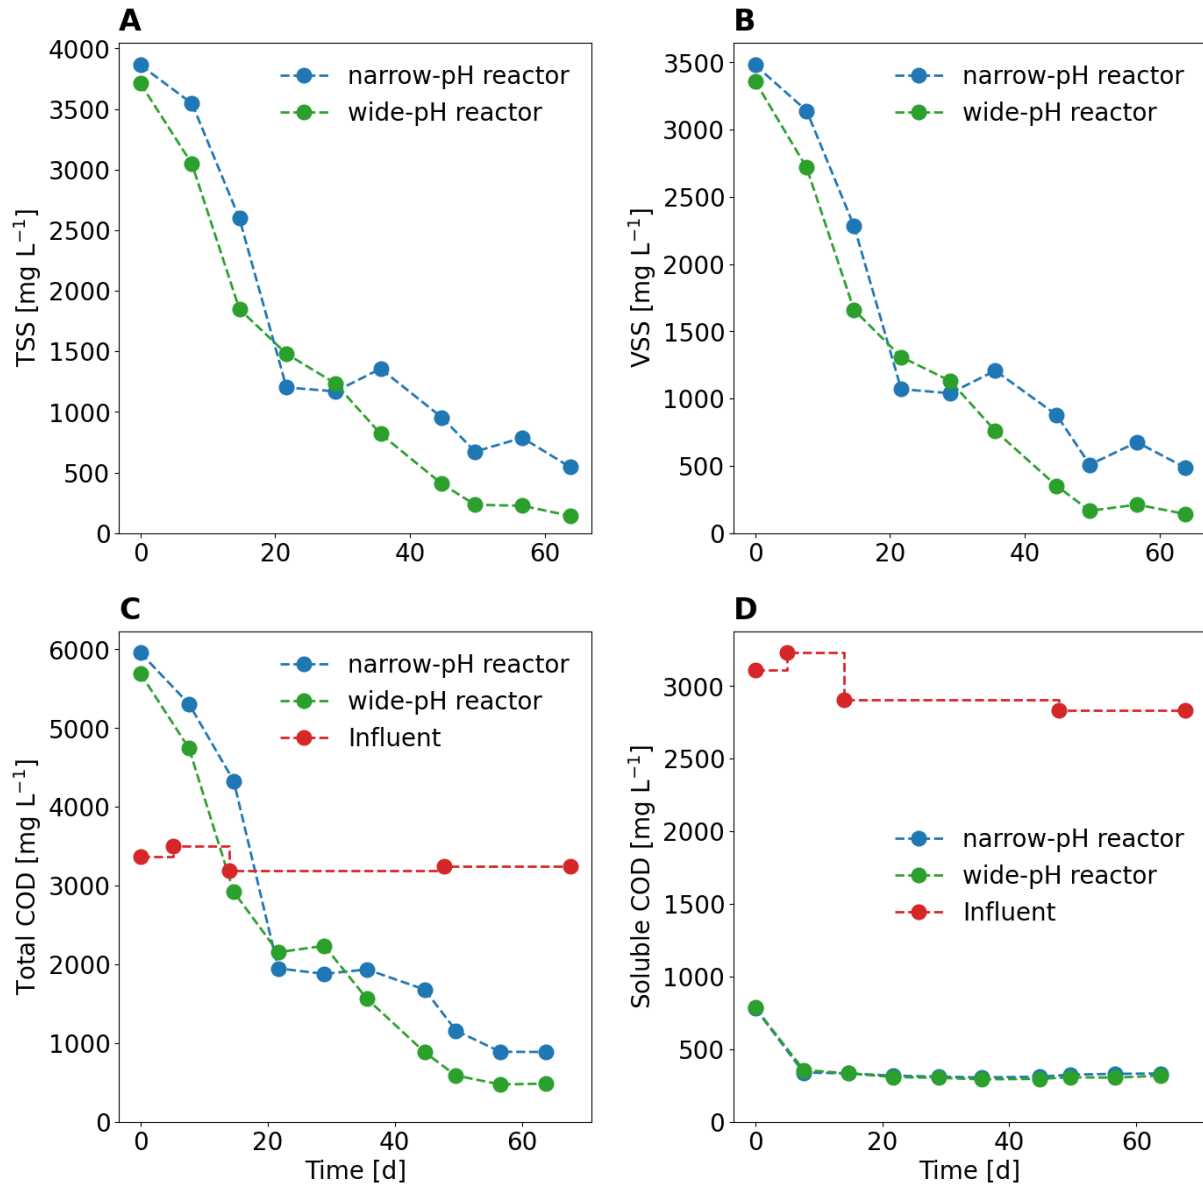 A
TSS [mg L⁻¹]
4000
3500
3000
2500
2000
1500
1000
500
0
0 20 40 60
narrow-pH reactor
wide-pH reactor
B
VSS [mg L⁻¹]
3500
3000
2500
2000
1500
1000
500
0
0 20 40 60
narrow-pH reactor
wide-pH reactor
C
Total COD [mg L⁻¹]
6000
5000
4000
3000
2000
1000
0
0 20 40 60
Time [d]
narrow-pH reactor
wide-pH reactor
Influent
D
Soluble COD [mg L⁻¹]
3000
2500
2000
1500
1000
500
0
0 20 40 60
Time [d]
narrow-pH reactor
wide-pH reactor
Influent